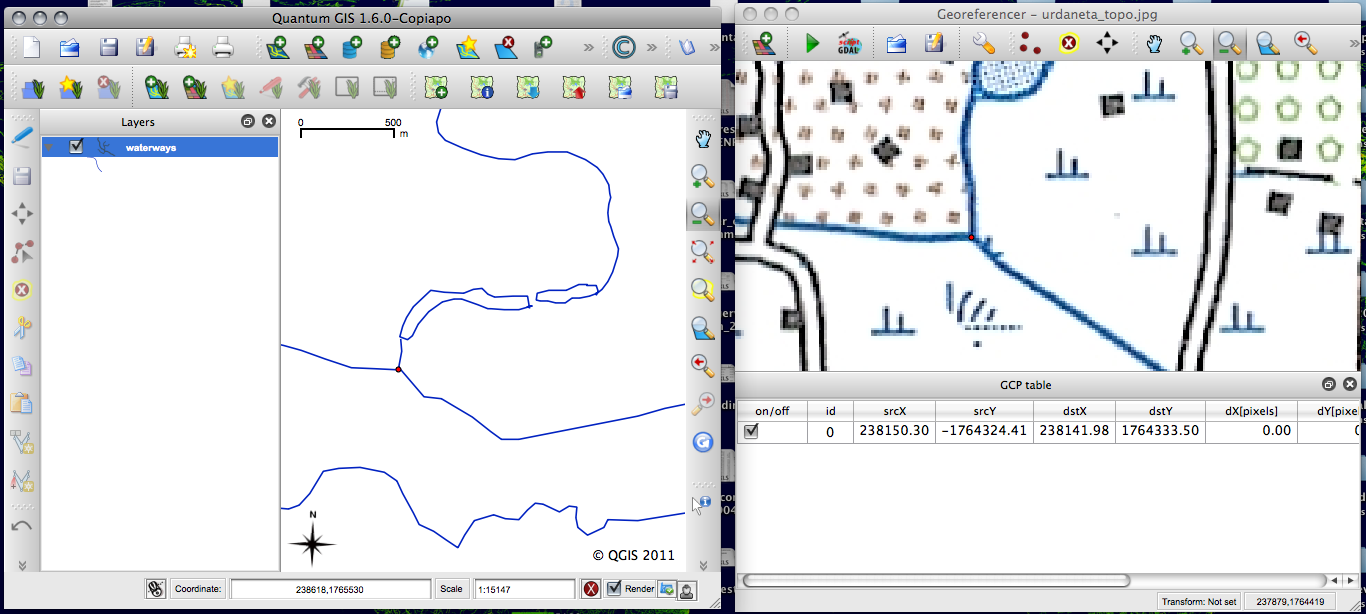 Quantum GIS 1.6.0-Copiapo
Layers
waterways
0 500
m
N
© QGIS 2011
Coordinate: 238618,1765530 Scale 1:15147 Render
Georeferencer - urdaneta_topo.jpg
GDAL
GCP table
on/off id srcX srcY dstX dstY dX[pixels] dY[pixe
0 238150.30 -1764324.41 238141.98 1764333.50 0.00
Transform: Not set 237879,1764419